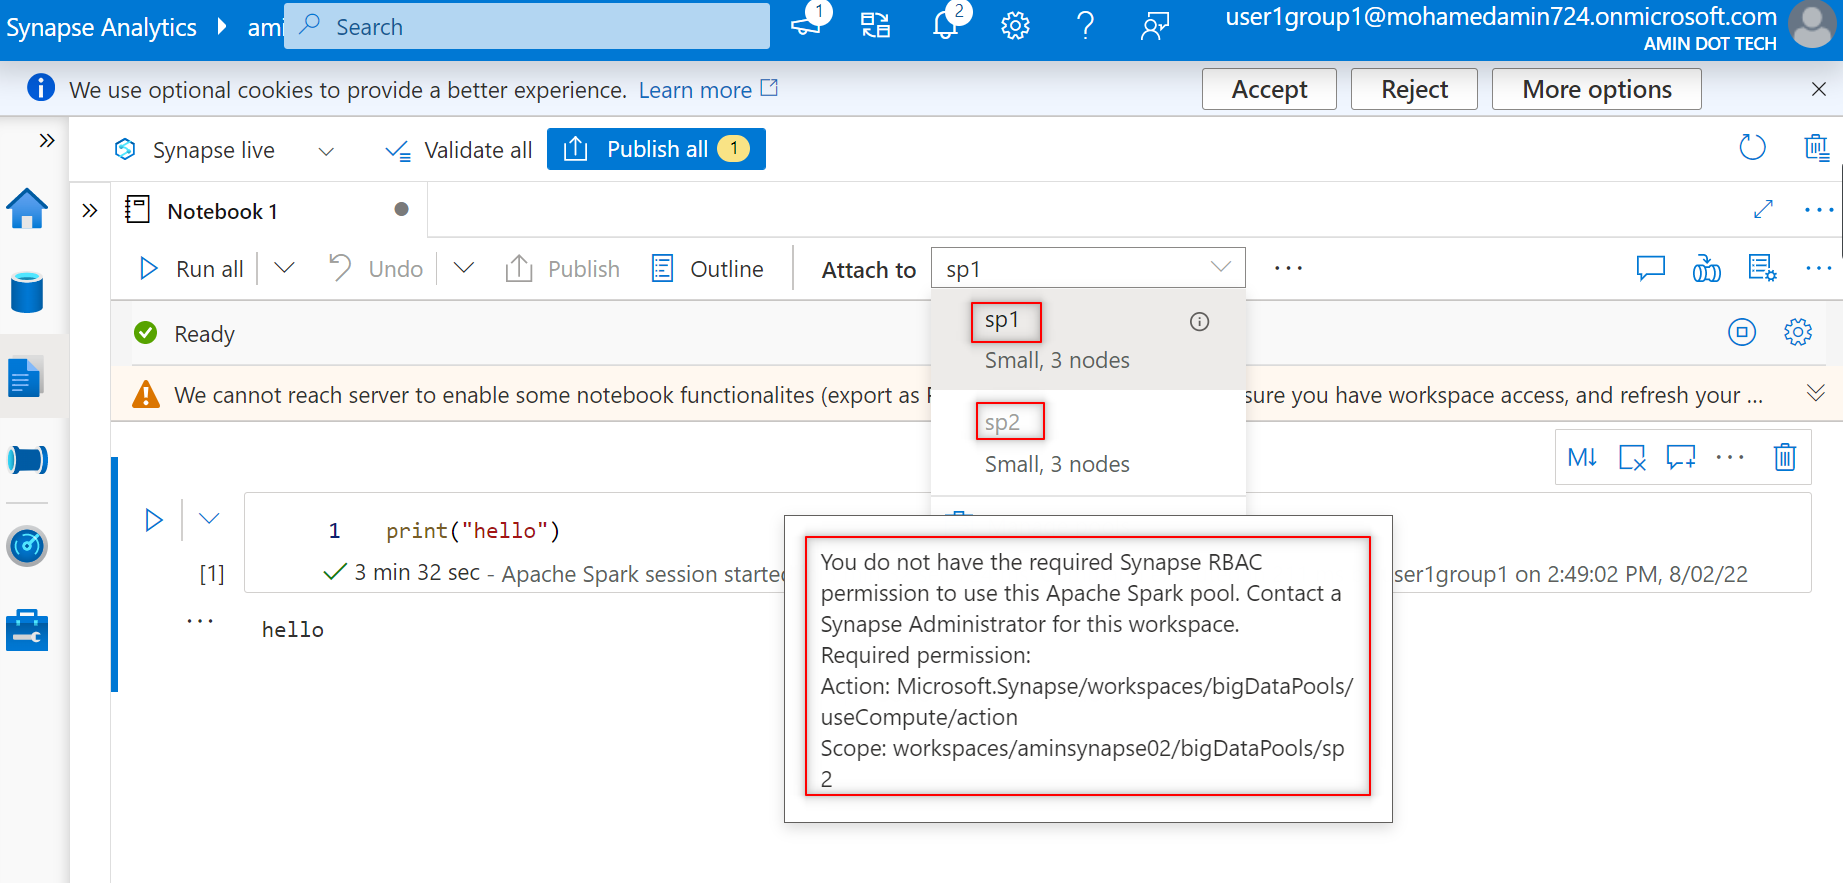 Synapse Analytics ami Search 1 2 user1group1@mohamedamin724.onmicrosoft.com
AMIN DOT TECH
We use optional cookies to provide a better experience. Learn more Accept Reject More options
Synapse live Validate all Publish all 1
Notebook 1
Run all Undo Publish Outline Attach to sp1
sp1
Ready
Small, 3 nodes
We cannot reach server to enable some notebook functionalites (export as sure you have workspace access, and refresh your ...
sp2
Small, 3 nodes
M↓
1 print("hello")
[1] 3 min 32 sec - Apache Spark session started ser1group1 on 2:49:02 PM, 8/02/22
hello
You do not have the required Synapse RBAC
permission to use this Apache Spark pool. Contact a
Synapse Administrator for this workspace.
Required permission:
Action: Microsoft.Synapse/workspaces/bigDataPools/
useCompute/action
Scope: workspaces/aminsynapse02/bigDataPools/sp
2